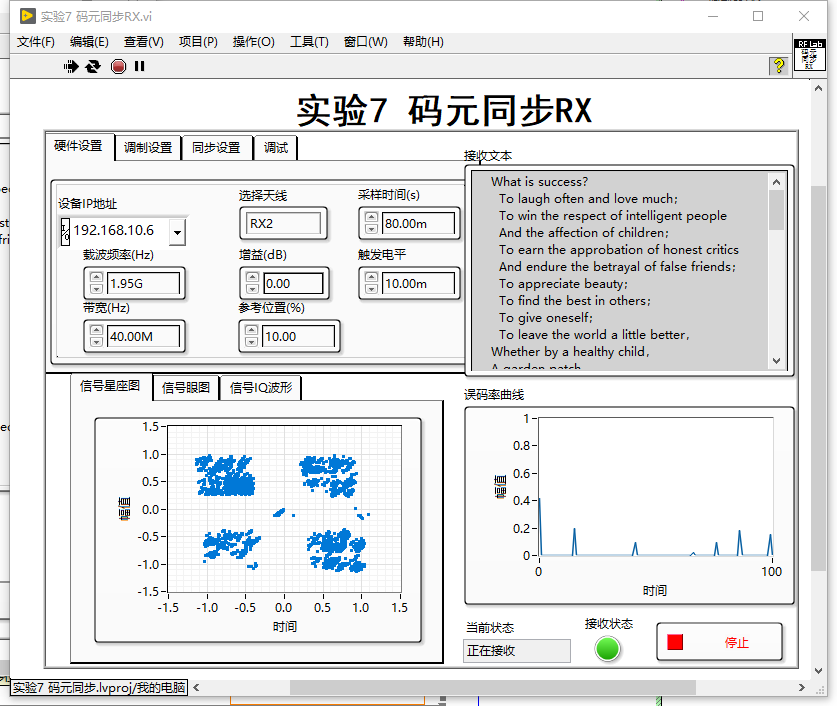 实验7 码元同步RX.vi
文件(F) 编辑(E) 查看(V) 项目(P) 操作(O) 工具(T) 窗口(W) 帮助(H)
?
RF Lab
码元
同步
RX
实验7 码元同步RX
硬件设置 调制设置 同步设置 调试
设备IP地址
192.168.10.6
选择天线
RX2
采样时间(s)
80.00m
载波频率(Hz)
1.95G
增益(dB)
0.00
触发电平
10.00m
带宽(Hz)
40.00M
参考位置(%)
10.00
接收文本
What is success?
To laugh often and love much;
To win the respect of intelligent people
And the affection of children;
To earn the approbation of honest critics
And endure the betrayal of false friends;
To appreciate beauty;
To find the best in others;
To give oneself;
To leave the world a little better,
Whether by a healthy child,
A garden patch
信号星座图 信号眼图 信号IQ波形
幅值
1.5
1.0
0.5
0.0
-0.5
-1.0
-1.5
-1.5 -1.0 -0.5 0.0 0.5 1.0 1.5
时间
误码率曲线
幅值
1
0.8
0.6
0.4
0.2
0
0 100
时间
当前状态
正在接收
接收状态
停止
实验7 码元同步.lvproj/我的电脑